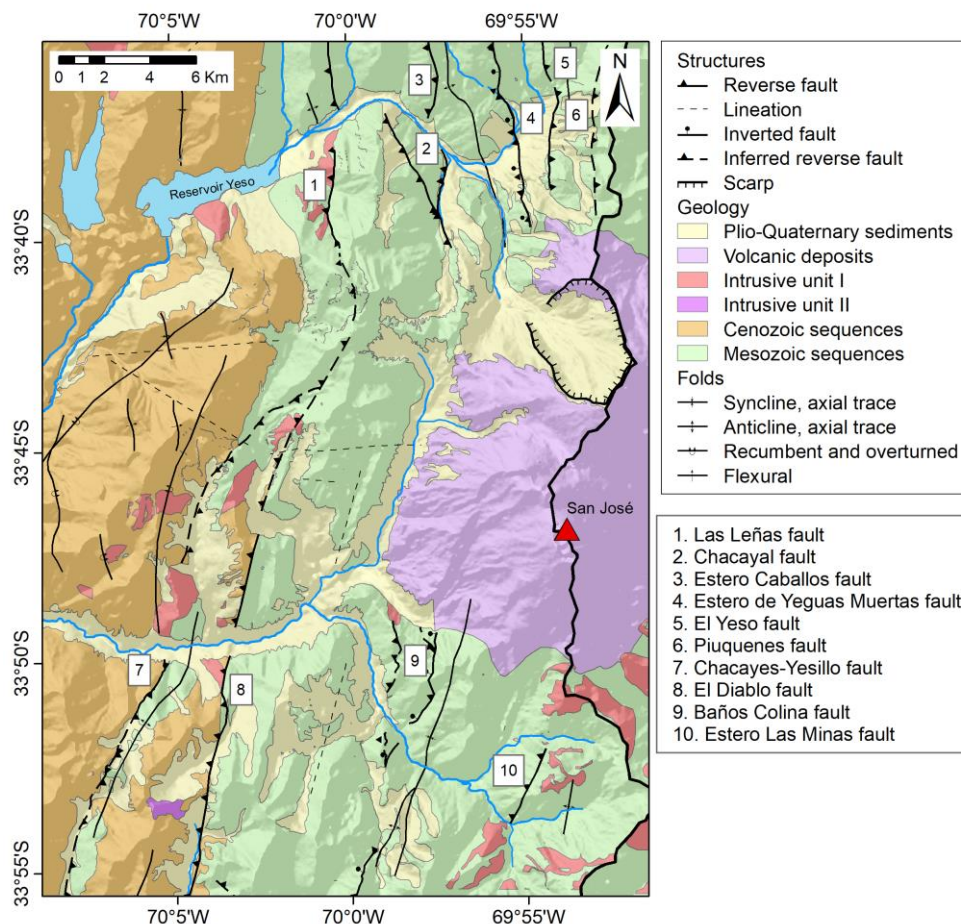 70°5'W 70°0'W 69°55'W
0 1 2 4 6 Km
N
3
5
4
6
2
1
Reservoir Yeso
33°40'S
33°45'S
San José
33°50'S
7
8
9
10
33°55'S
70°5'W 70°0'W 69°55'W
Structures
Reverse fault
Lineation
Inverted fault
Inferred reverse fault
Scarp
Geology
Plio-Quaternary sediments
Volcanic deposits
Intrusive unit I
Intrusive unit II
Cenozoic sequences
Mesozoic sequences
Folds
Syncline, axial trace
Anticline, axial trace
Recumbent and overturned
Flexural
1. Las Leñas fault
2. Chacayal fault
3. Estero Caballos fault
4. Estero de Yeguas Muertas fault
5. El Yeso fault
6. Piuquenes fault
7. Chacayes-Yesillo fault
8. El Diablo fault
9. Baños Colina fault
10. Estero Las Minas fault